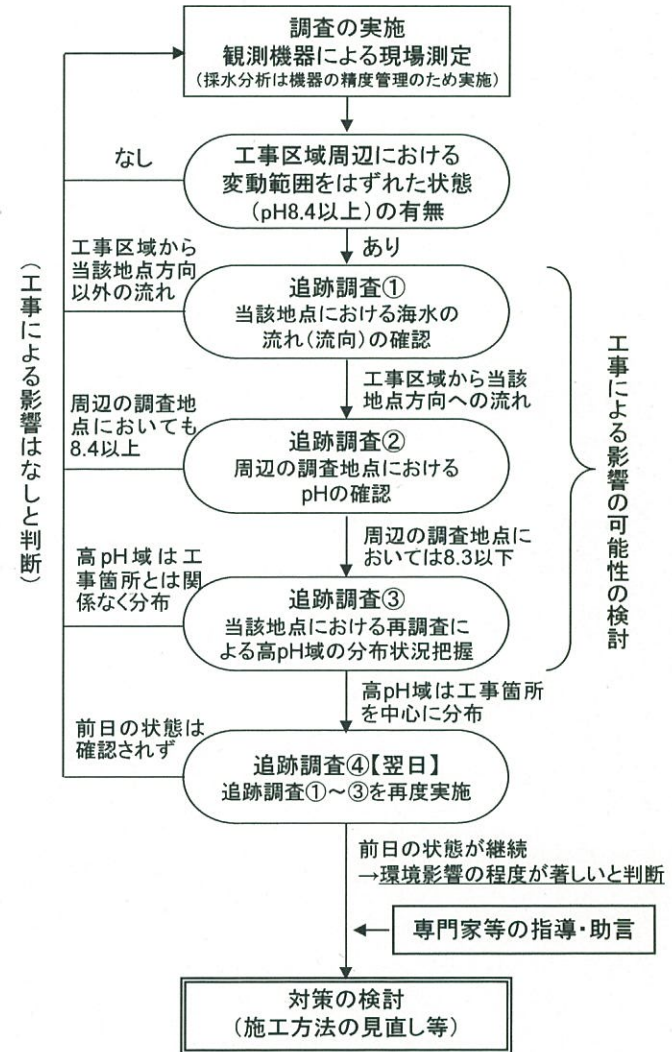 調査の実施
観測機器による現場測定
(採水分析は機器の精度管理のため実施)
なし
工事区域周辺における
変動範囲をはずれた状態
(pH8.4以上)の有無
あり
工事区域から
当該地点方向
以外の流れ
追跡調査①
当該地点における海水の
流れ(流向)の確認
工事区域から当該
地点方向への流れ
周辺の調査地
点においても
8.4以上
追跡調査②
周辺の調査地点における
pHの確認
周辺の調査地点に
おいては8.3以下
高pH域は工
事箇所とは関
係なく分布
追跡調査③
当該地点における再調査に
よる高pH域の分布状況把握
高pH域は工事箇所
を中心に分布
前日の状態は
確認されず
追跡調査④【翌日】
追跡調査①~③を再度実施
前日の状態が継続
→環境影響の程度が著しいと判断
専門家等の指導・助言
対策の検討
(施工方法の見直し等)
(工事による影響はなしと判断)
工事による影響の可能性の検討